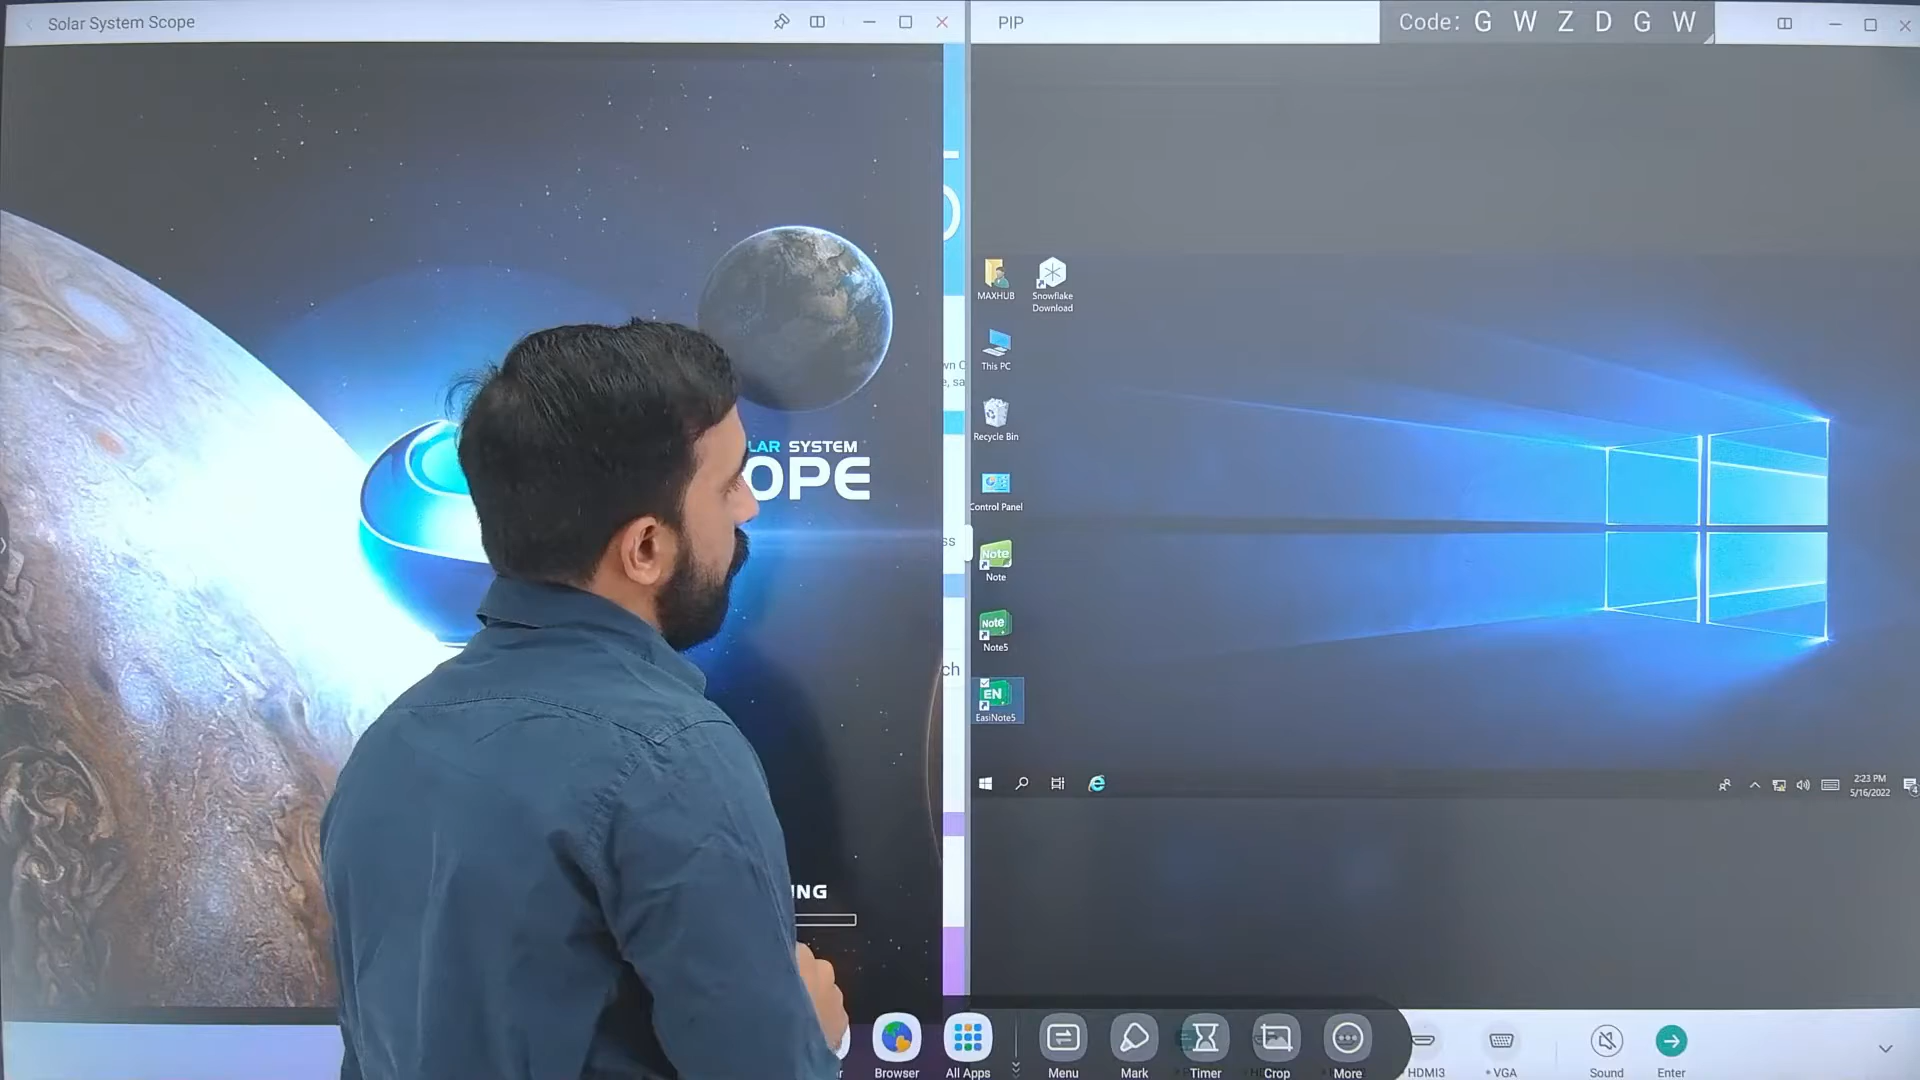 Solar System Scope
PIP
Code: G W Z D G W
MAXHUB
Snowflake
Download
This PC
Recycle Bin
Control Panel
Note
Note
Note
Note5
EN
EasiNote5
LAR SYSTEM
OPE
ss
ch
ING
2:23 PM
5/16/2022
Browser
All Apps
Menu
Mark
Timer
Crop
More
HDMI3
VGA
Sound
Enter